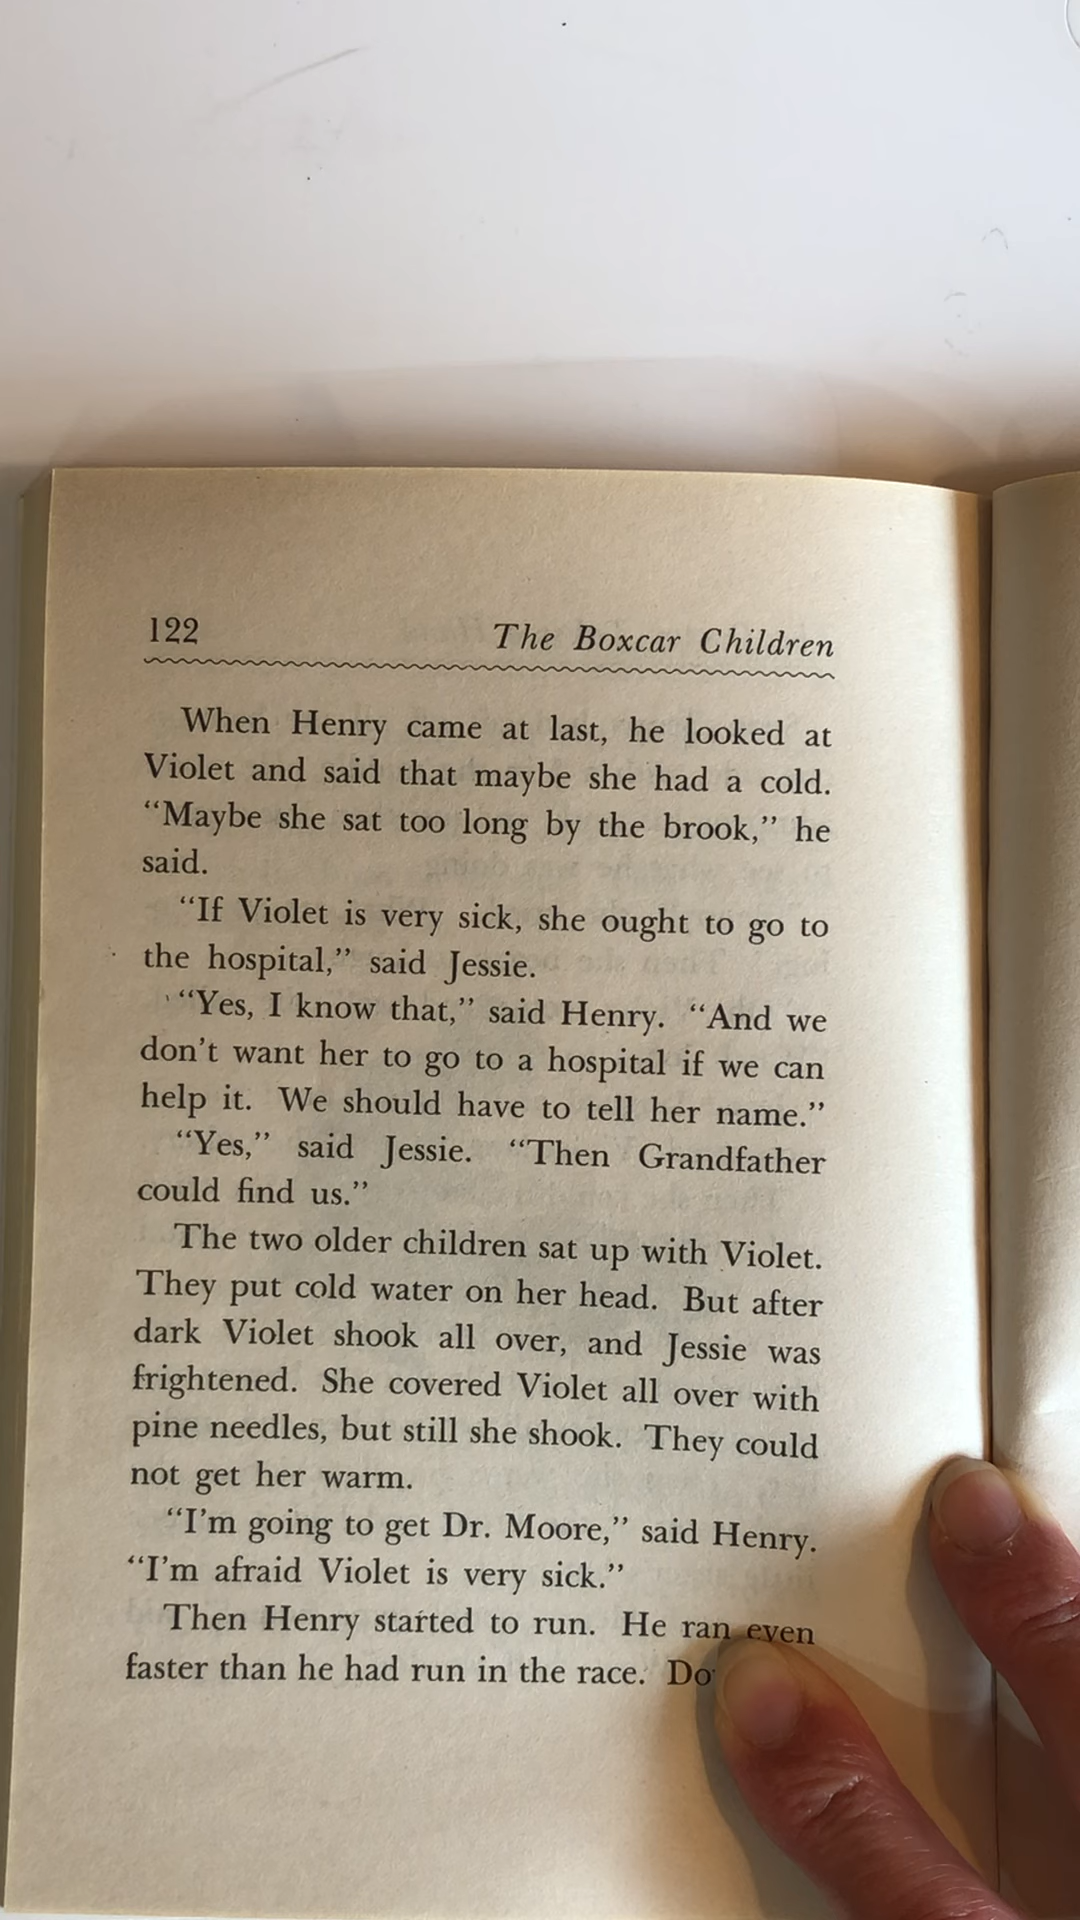 122
The Boxcar Children
When Henry came at last, he looked at
Violet and said that maybe she had a cold.
“Maybe she sat too long by the brook,” he
said.
“If Violet is very sick, she ought to go to
the hospital,” said Jessie.
“Yes, I know that,” said Henry. “And we
don’t want her to go to a hospital if we can
help it. We should have to tell her name.”
“Yes,” said Jessie. “Then Grandfather
could find us.”
The two older children sat up with Violet.
They put cold water on her head. But after
dark Violet shook all over, and Jessie was
frightened. She covered Violet all over with
pine needles, but still she shook. They could
not get her warm.
“I’m going to get Dr. Moore,” said Henry.
“I’m afraid Violet is very sick.”
Then Henry started to run. He ran even
faster than he had run in the race.